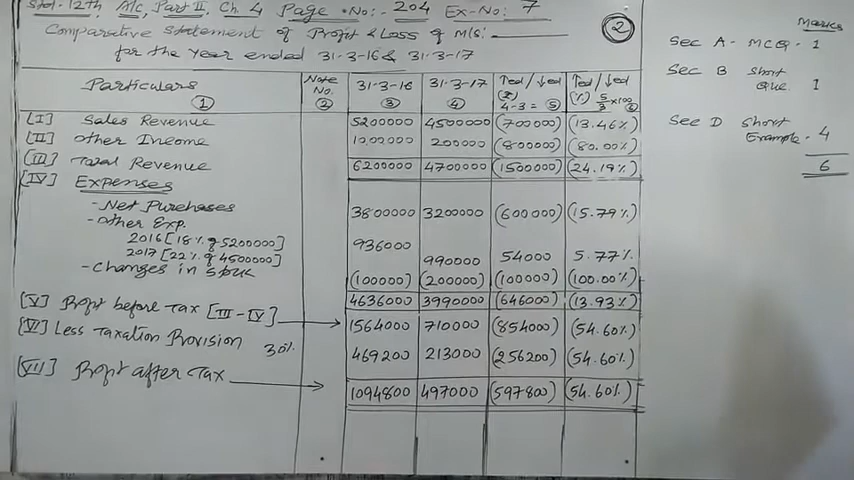 Std-12th A/c, Part II, Ch. 4 Page No:- 204 Ex-No: 7
Comparative Statement of Profit & Loss of M/s:
for the Year ended 31-3-16 & 31-3-17
2
Particulars 1 Note No. 2 31-3-16 3 31-3-17 4 ↑ed/↓ed (₹) 4-3= 5 ↑ed/↓ed (%) 5/3 x100 6
[I] Sales Revenue 5200000 4500000 (700000) (13.46%)
[II] Other Income 1000000 200000 (800000) (80.00%)
[III] Total Revenue 6200000 4700000 (1500000) (24.19%)
[IV] Expenses
- Net Purchases 3800000 3200000 (600000) (15.79%)
- Other Exp.
2016 [18% of 5200000] 936000
2017 [22% of 4500000] 990000 54000 5.77%
- Changes in Stock (100000) (200000) (100000) (100.00%)
4636000 3990000 (646000) (13.93%)
[V] Profit before Tax [III - IV] 1564000 710000 (854000) (54.60%)
[VI] Less Taxation Provision 30% 469200 213000 (256200) (54.60%)
[VII] Profit after Tax 1094800 497000 (597800) (54.60%)
Marks
Sec A - MCQ - 1
Sec B Short Que. 1
Sec D Short Example - 4
6